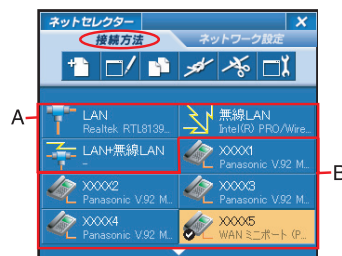 ネットセレクター
×
接続方法
ネットワーク設定
A
LAN
Realtek RTL8139...
無線LAN
Intel(R) PRO/Wire...
LAN+無線LAN
-
XXXX1
Panasonic V.92 M...
B
XXXX2
Panasonic V.92 M...
XXXX3
Panasonic V.92 M...
XXXX4
Panasonic V.92 M...
XXXX5
WAN ミニポート (P...